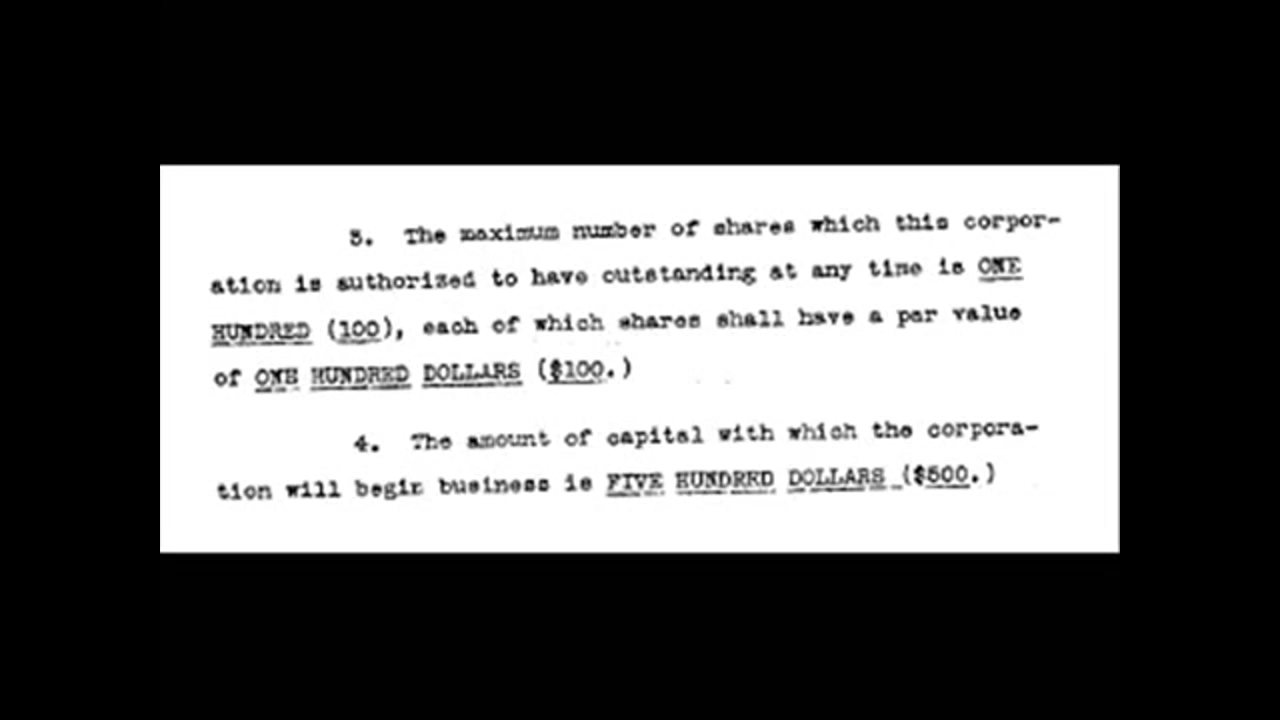 3. The maximum number of shares which this corpor-
ation is authorized to have outstanding at any time is ONE
HUNDRED (100), each of which shares shall have a par value
of ONE HUNDRED DOLLARS ($100.)
4. The amount of capital with which the corpora-
tion will begin business is FIVE HUNDRED DOLLARS ($500.)